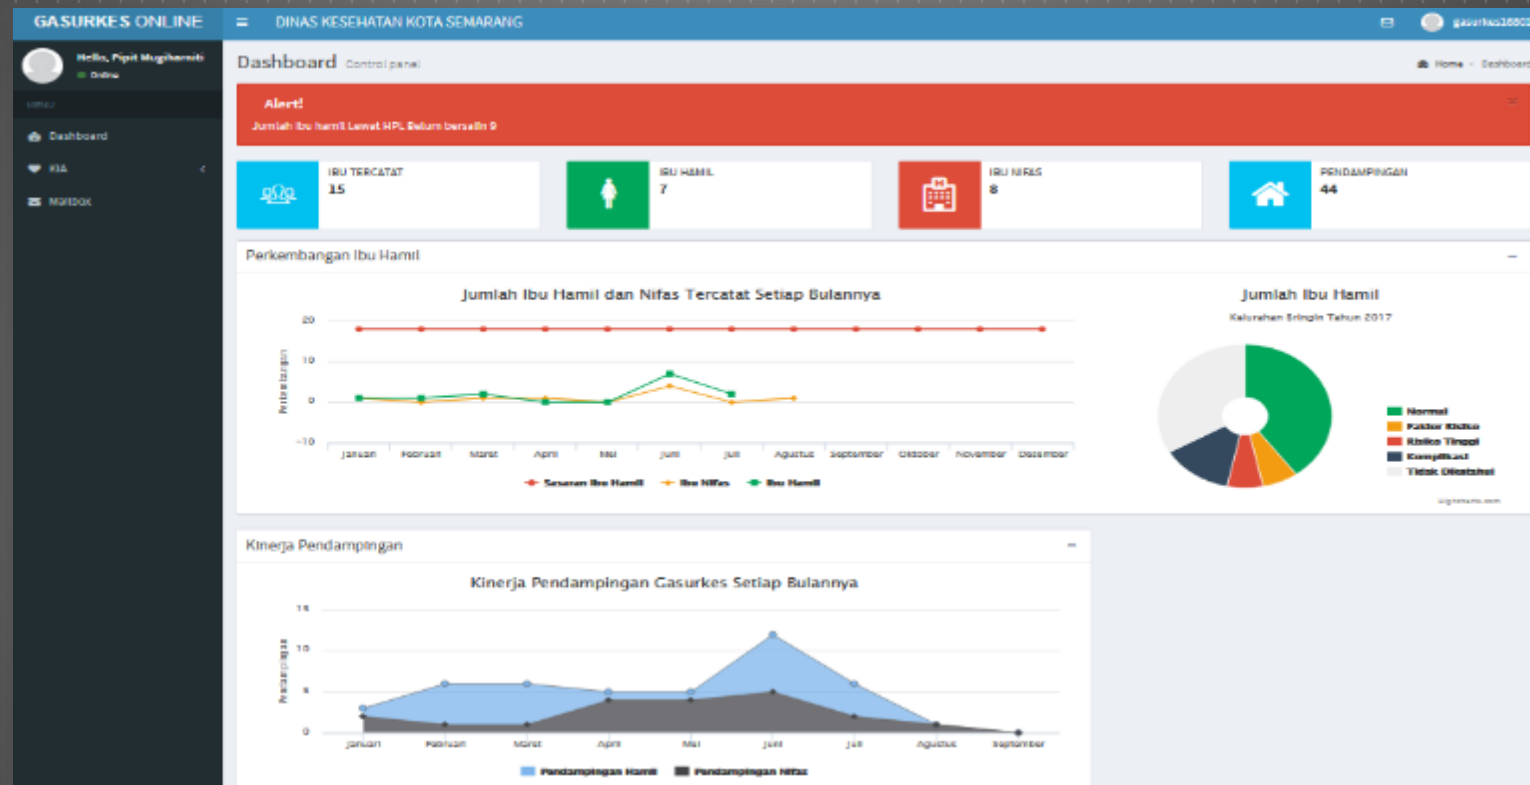 GASURKES ONLINE
DINAS KESEHATAN KOTA SEMARANG
Hello, Pipit Mugiharniti
Online
Dashboard
KIA
Mailbox
Dashboard Control panel
Home Dashboard
Alert!
Jumlah Ibu hamil Lewat HPL Belum bersalin 9
IBU TERCATAT
15
IBU HAMIL
7
IBU NIFAS
8
PENDAMPINGAN
44
Perkembangan Ibu Hamil
Jumlah Ibu Hamil dan Nifas Tercatat Setiap Bulannya
20
10
0
-10
Perkembangan
Januari Februari Maret April Mei Juni Juli Agustus September Oktober November Desember
Sasaran Ibu Hamil Ibu Nifas Ibu Hamil
Jumlah Ibu Hamil
Kelurahan Bringin Tahun 2017
Normal
Faktor Risiko
Risiko Tinggi
Komplikasi
Tidak Diketahui
Highcharts.com
Kinerja Pendampingan
Kinerja Pendampingan Gasurkes Setiap Bulannya
15
10
5
0
Pendampingan
Januari Februari Maret April Mei Juni Juli Agustus September
Pendampingan Hamil Pendampingan Nifas